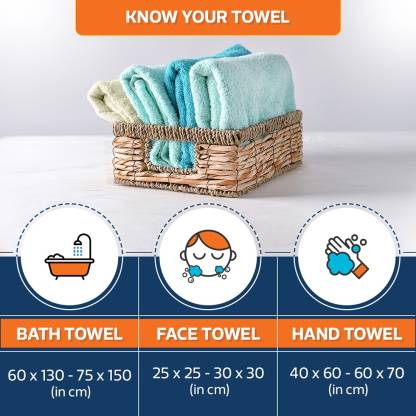 KNOW YOUR TOWEL
BATH TOWEL
FACE TOWEL
HAND TOWEL
60 x 130 - 75 x 150
(in cm)
25 x 25 - 30 x 30
(in cm)
40 x 60 - 60 x 70
(in cm)